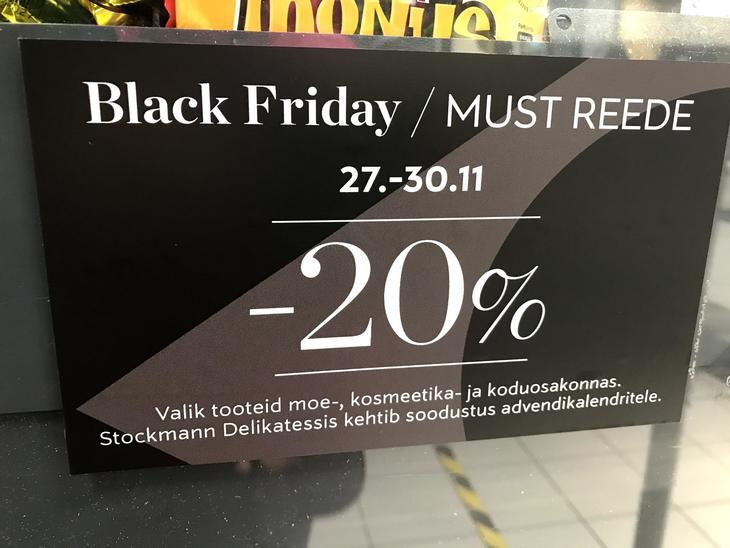 Black Friday / MUST REEDE
27.-30.11
-20%
Valik tooteid moe-, kosmeetika- ja koduosakonnas.
Stockmann Delikatessis kehtib soodustus advendikalendritele.